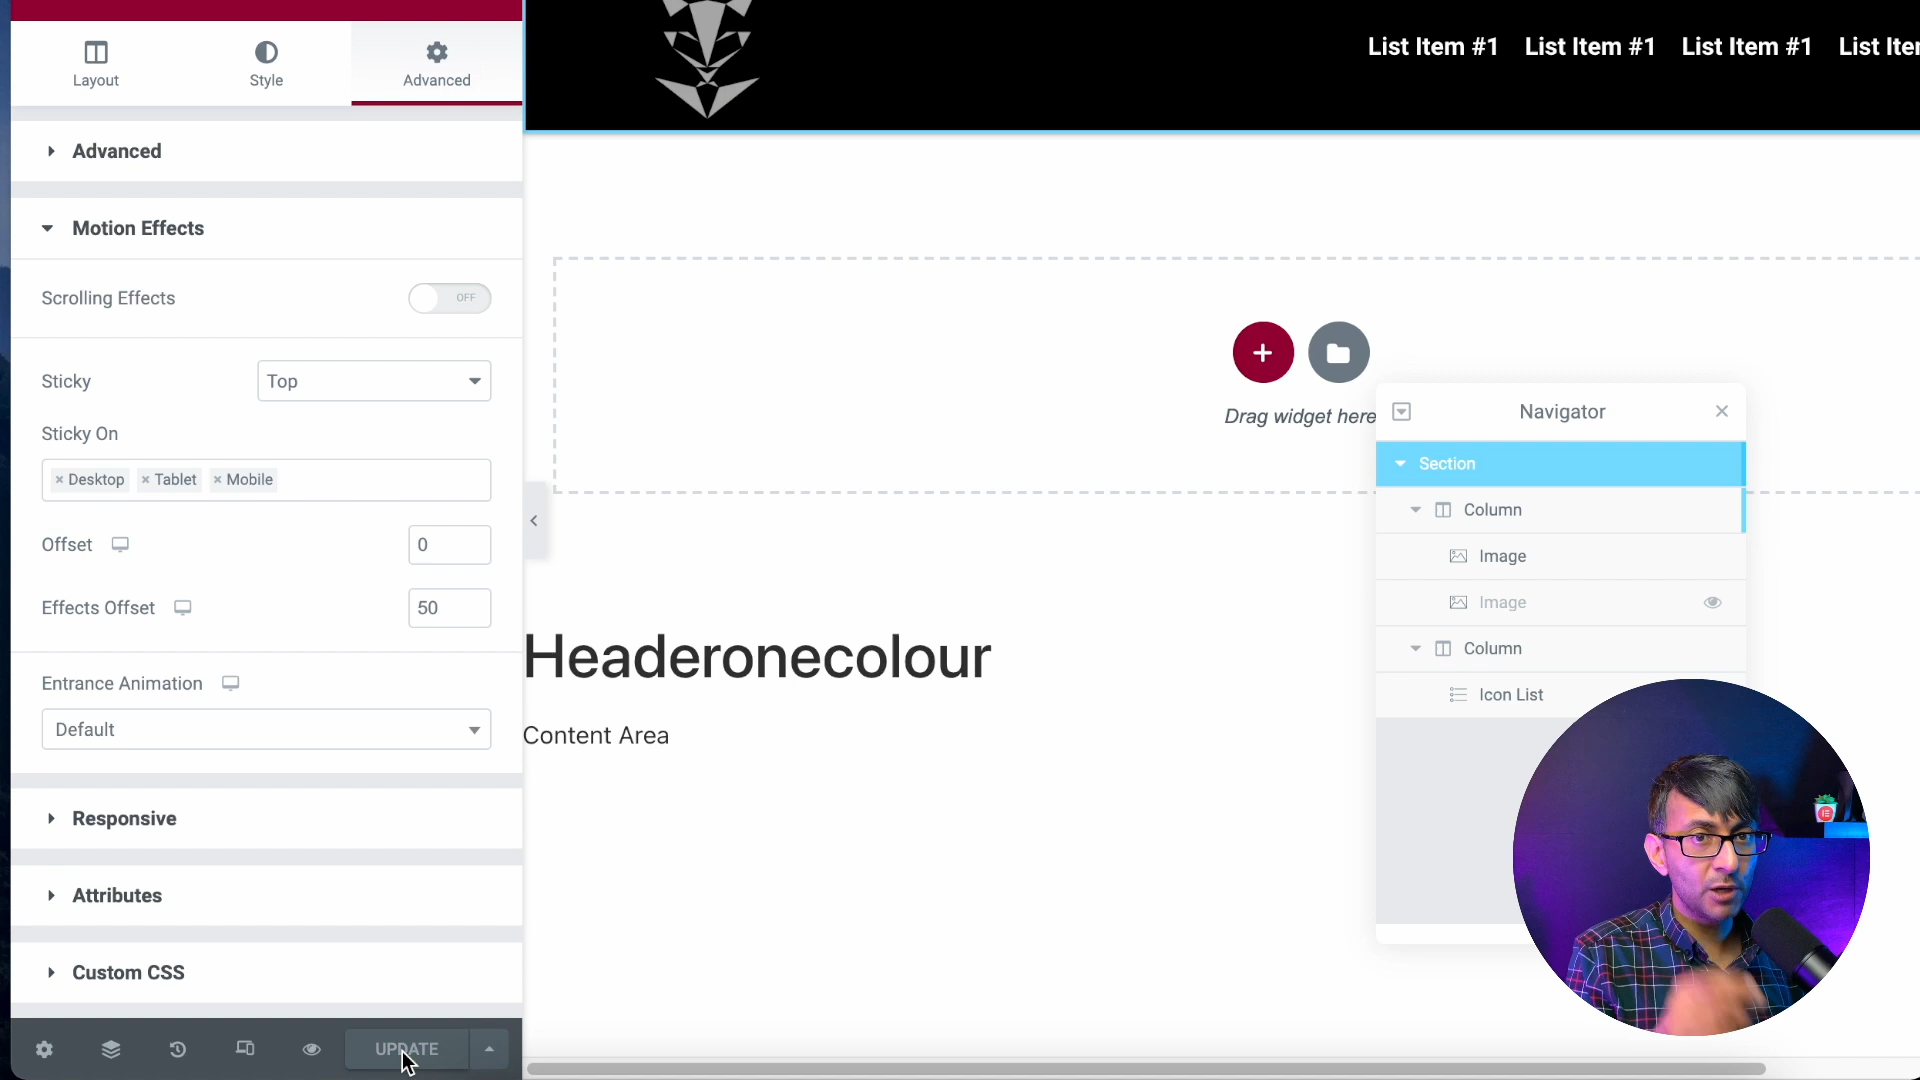 Layout
Style
Advanced
Advanced
Motion Effects
Scrolling Effects
OFF
Sticky
Top
Sticky On
× Desktop × Tablet × Mobile
Offset
0
Effects Offset
50
Entrance Animation
Default
Responsive
Attributes
Custom CSS
UPDATE
List Item #1 List Item #1 List Item #1 List Iter
Drag widget here
Headeronecolour
Content Area
Navigator
Section
Column
Image
Image
Column
Icon List